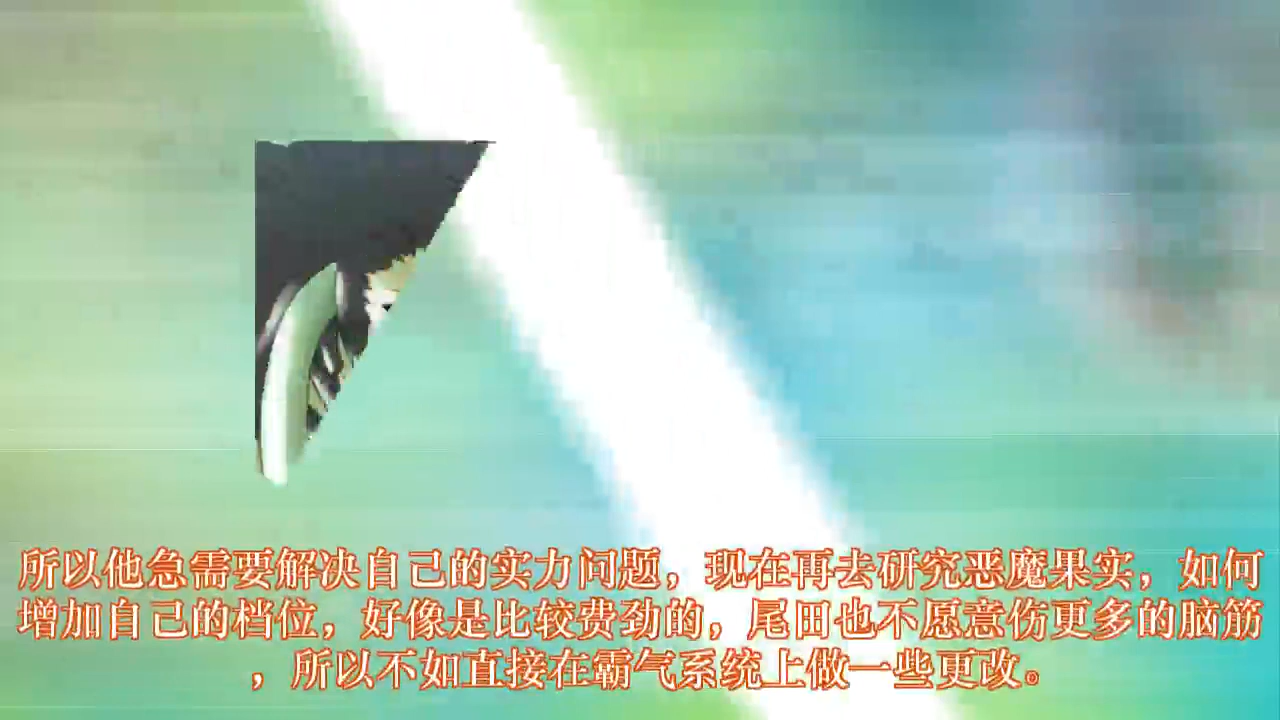 所以他急需要解决自己的实力问题，现在再去研究恶魔果实，如何
增加自己的档位，好像是比较费劲的，尾田也不愿意伤更多的脑筋
，所以不如直接在霸气系统上做一些更改。